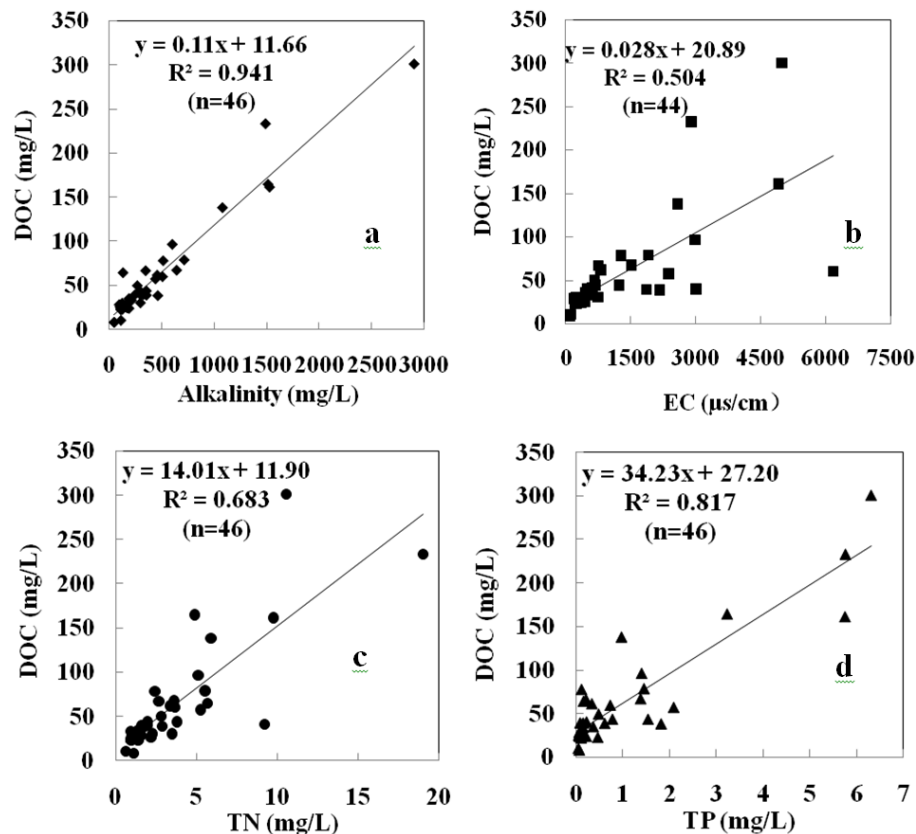 350
300
250
200
150
100
50
0
DOC (mg/L)
y = 0.11x + 11.66
R² = 0.941
(n=46)
a
0 500 1000 1500 2000 2500 3000
Alkalinity (mg/L)
350
300
250
200
150
100
50
0
DOC (mg/L)
y = 0.028x + 20.89
R² = 0.504
(n=44)
b
0 1500 3000 4500 6000 7500
EC (μs/cm）
350
300
250
200
150
100
50
0
DOC (mg/L)
y = 14.01x + 11.90
R² = 0.683
(n=46)
c
0 5 10 15 20
TN (mg/L)
350
300
250
200
150
100
50
0
DOC (mg/L)
y = 34.23x + 27.20
R² = 0.817
(n=46)
d
0 1 2 3 4 5 6 7
TP (mg/L)